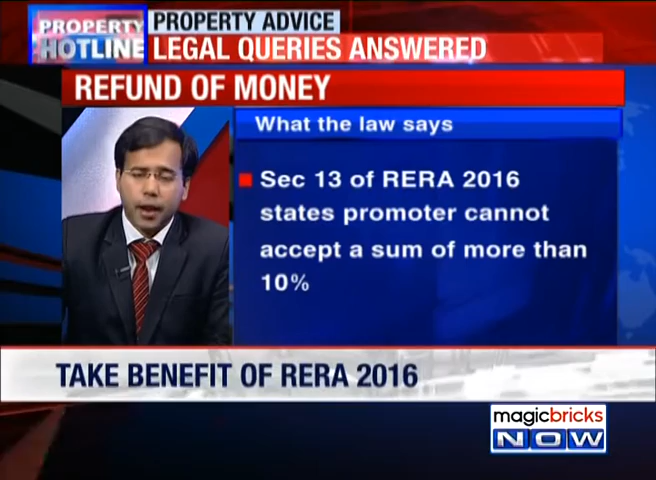 PROPERTY
HOTLINE
PROPERTY ADVICE
LEGAL QUERIES ANSWERED
REFUND OF MONEY
What the law says
Sec 13 of RERA 2016
states promoter cannot
accept a sum of more than
10%
TAKE BENEFIT OF RERA 2016
magicbricks
NOW